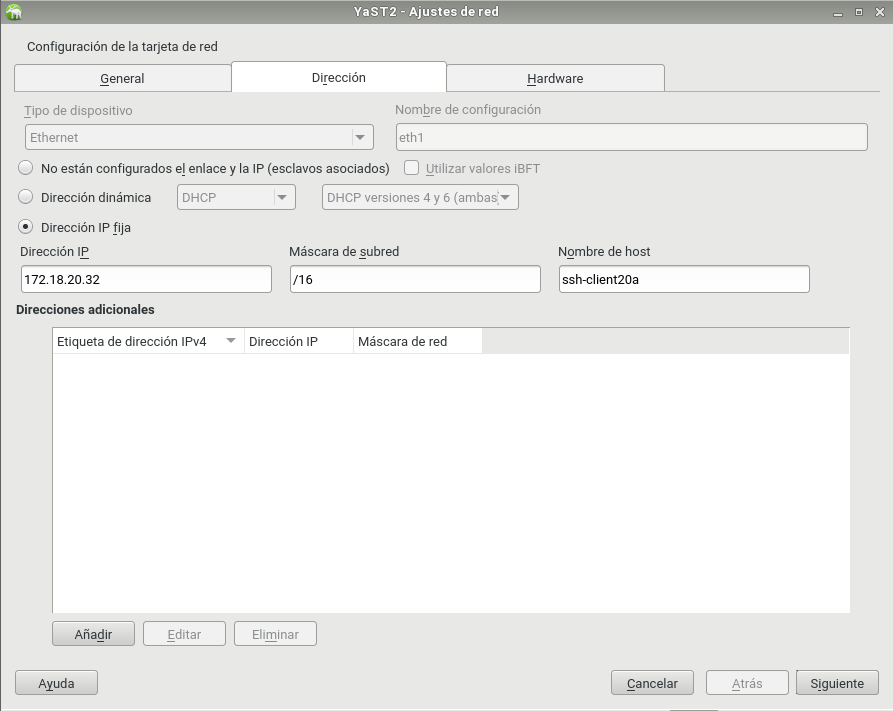 YaST2 - Ajustes de red
Configuración de la tarjeta de red
General Dirección Hardware
Tipo de dispositivo Nombre de configuración
Ethernet eth1
No están configurados el enlace y la IP (esclavos asociados) Utilizar valores iBFT
Dirección dinámica DHCP DHCP versiones 4 y 6 (ambas
Dirección IP fija
Dirección IP Máscara de subred Nombre de host
172.18.20.32 /16 ssh-client20a
Direcciones adicionales
Etiqueta de dirección IPv4 Dirección IP Máscara de red
Añadir Editar Eliminar
Ayuda Cancelar Atrás Siguiente